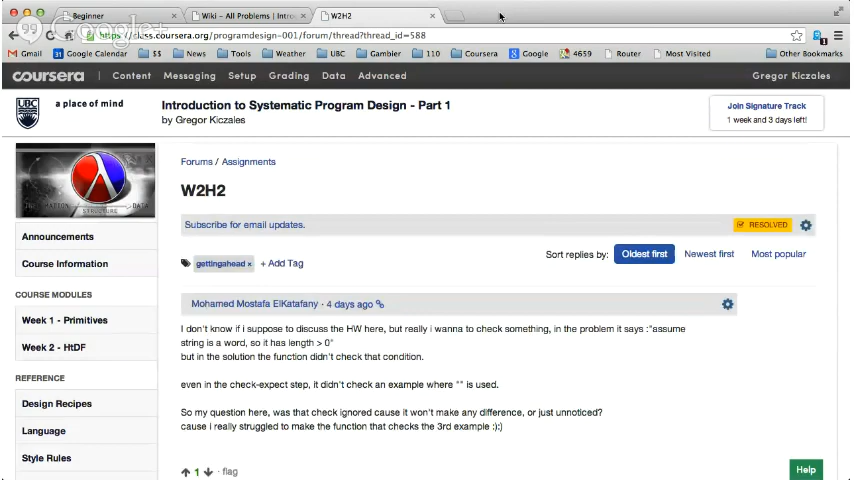 Beginner
Wiki - All Problems | Intro
W2H2
Google+
https://class.coursera.org/programdesign-001/forum/thread?thread_id=588
Gmail Google Calendar $$ News Tools Weather UBC Gambier 110 Coursera Google 4659 Router Most Visited Other Bookmarks
coursera Content Messaging Setup Grading Data Advanced Gregor Kiczales
UBC
a place of mind
Introduction to Systematic Program Design - Part 1
by Gregor Kiczales
Join Signature Track
1 week and 3 days left!
INFORMATION STRUCTURE DATA
Announcements
Course Information
COURSE MODULES
Week 1 - Primitives
Week 2 - HtDF
REFERENCE
Design Recipes
Language
Style Rules
Forums / Assignments
W2H2
Subscribe for email updates.
RESOLVED
gettingahead × + Add Tag
Sort replies by: Oldest first Newest first Most popular
Mohamed Mostafa ElKatafany · 4 days ago
I don't know if i suppose to discuss the HW here, but really i wanna to check something, in the problem it says :"assume
string is a word, so it has length > 0"
but in the solution the function didn't check that condition.
even in the check-expect step, it didn't check an example where "" is used.
So my question here, was that check ignored cause it won't make any difference, or just unnoticed?
cause i really struggled to make the function that checks the 3rd example :):)
1 · flag
Help